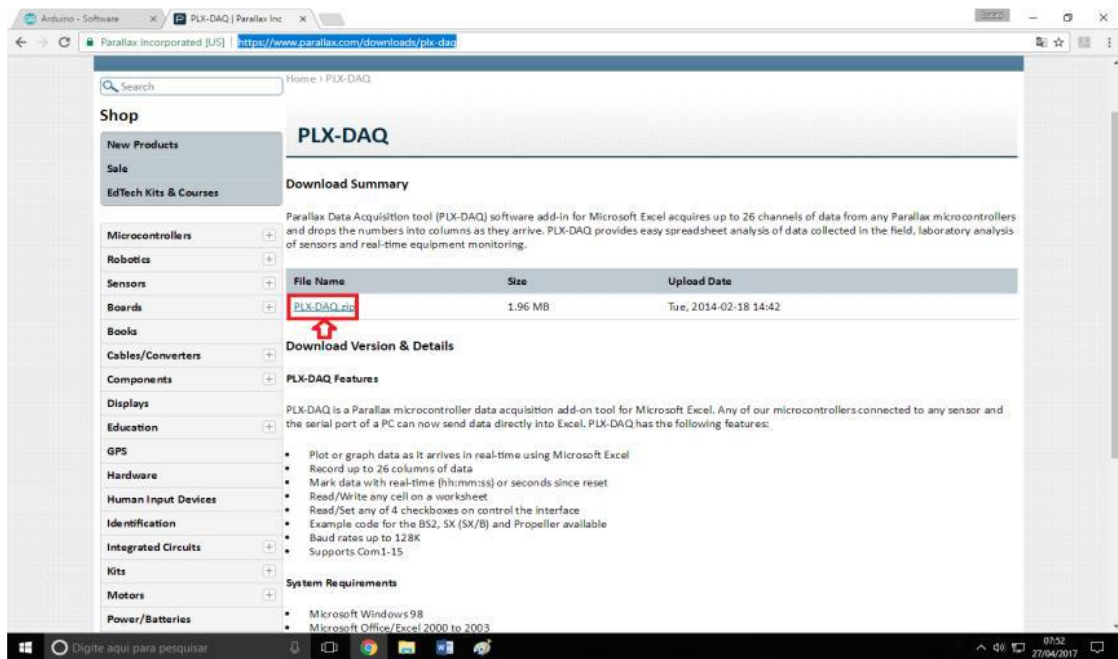 Arduino - Software
PLX-DAQ | Parallax Inc
Parallax Incorporated [US]
https://www.parallax.com/downloads/plx-daq
Search
Home › PLX-DAQ
Shop
New Products
Sale
EdTech Kits & Courses
Microcontrollers
Robotics
Sensors
Boards
Books
Cables/Converters
Components
Displays
Education
GPS
Hardware
Human Input Devices
Identification
Integrated Circuits
Kits
Motors
Power/Batteries
PLX-DAQ
Download Summary
Parallax Data Acquisition tool (PLX-DAQ) software add-in for Microsoft Excel acquires up to 26 channels of data from any Parallax microcontrollers
and drops the numbers into columns as they arrive. PLX-DAQ provides easy spreadsheet analysis of data collected in the field, laboratory analysis
of sensors and real-time equipment monitoring.
File Name Size Upload Date
PLX-DAQ.zip 1.96 MB Tue, 2014-02-18 14:42
Download Version & Details
PLX-DAQ Features
PLX-DAQ is a Parallax microcontroller data acquisition add-on tool for Microsoft Excel. Any of our microcontrollers connected to any sensor and
the serial port of a PC can now send data directly into Excel. PLX-DAQ has the following features:
• Plot or graph data as it arrives in real-time using Microsoft Excel
• Record up to 26 columns of data
• Mark data with real-time (hh:mm:ss) or seconds since reset
• Read/Write any cell on a worksheet
• Read/Set any of 4 checkboxes on control the interface
• Example code for the BS2, SX (SX/B) and Propeller available
• Baud rates up to 128K
• Supports Com1-15
System Requirements
• Microsoft Windows 98
• Microsoft Office/Excel 2000 to 2003
Digite aqui para pesquisar
07:52
27/04/2017